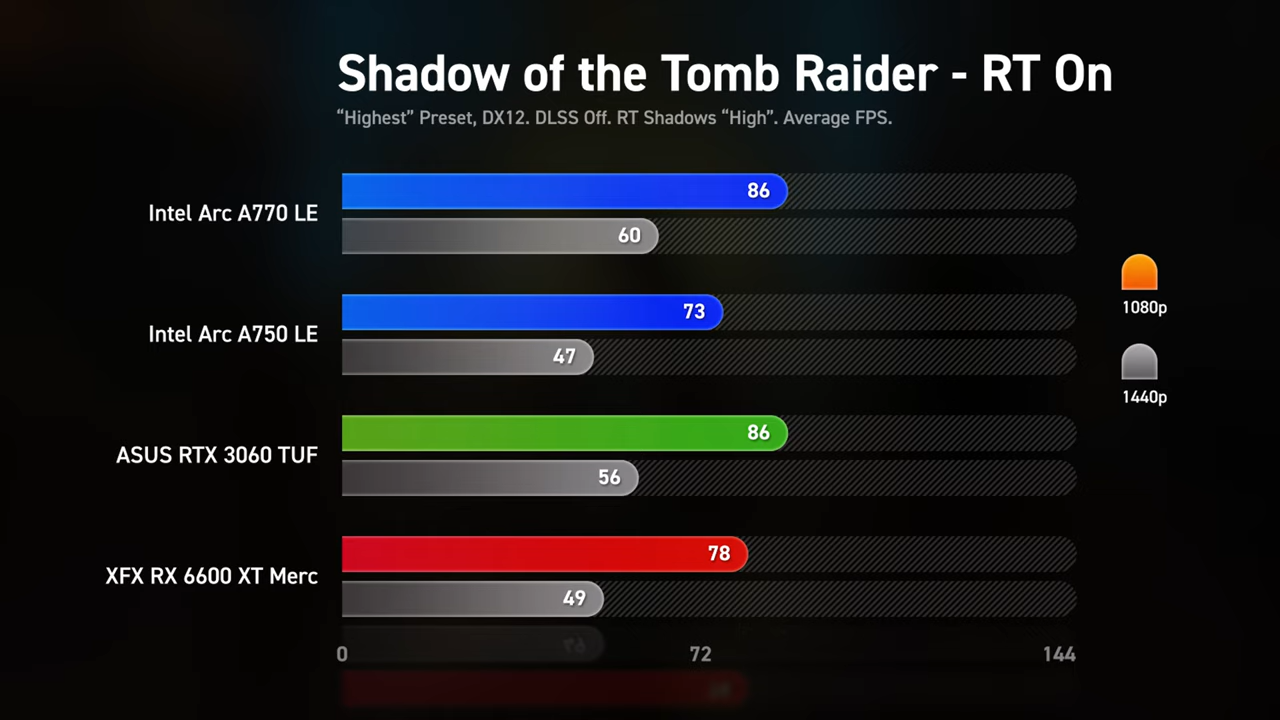 Shadow of the Tomb Raider - RT On
“Highest” Preset, DX12. DLSS Off. RT Shadows “High”. Average FPS.
Intel Arc A770 LE
86
60
Intel Arc A750 LE
73
47
ASUS RTX 3060 TUF
86
56
XFX RX 6600 XT Merc
78
49
0 72 144
1080p
1440p